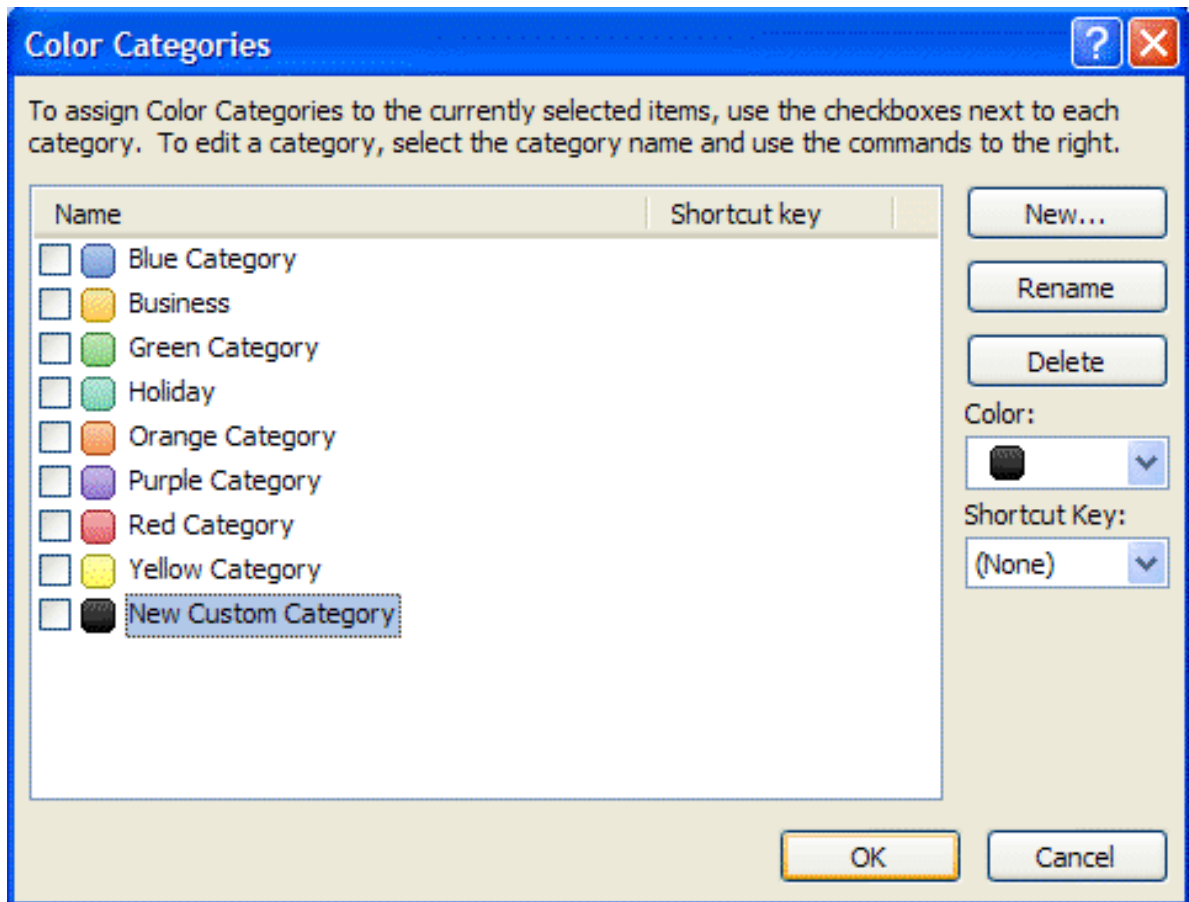 Color Categories
To assign Color Categories to the currently selected items, use the checkboxes next to each
category.  To edit a category, select the category name and use the commands to the right.
Name Shortcut key
Blue Category
Business
Green Category
Holiday
Orange Category
Purple Category
Red Category
Yellow Category
New Custom Category
New...
Rename
Delete
Color:
Shortcut Key:
(None)
OK Cancel